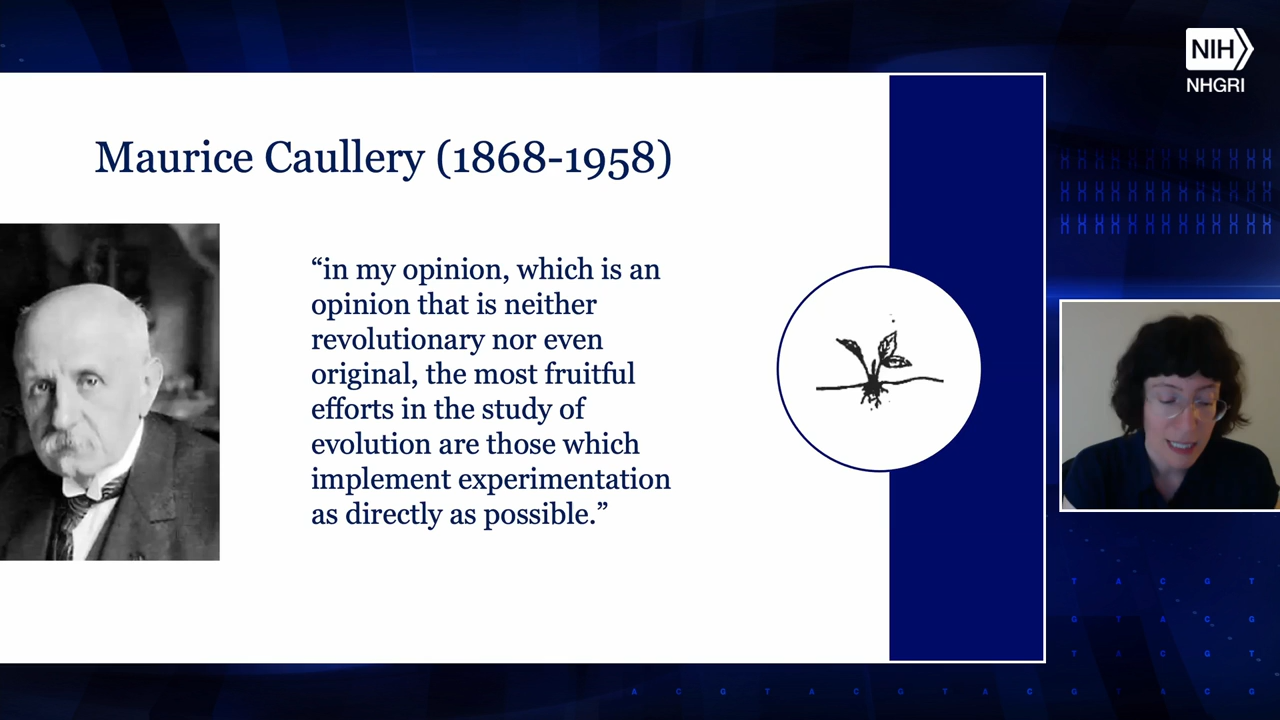 NIH
NHGRI
Maurice Caullery (1868-1958)
“in my opinion, which is an
opinion that is neither
revolutionary nor even
original, the most fruitful
efforts in the study of
evolution are those which
implement experimentation
as directly as possible.”
T A C G T
G T A C G
T A C G T
A C G T A C G T A C G T A C G